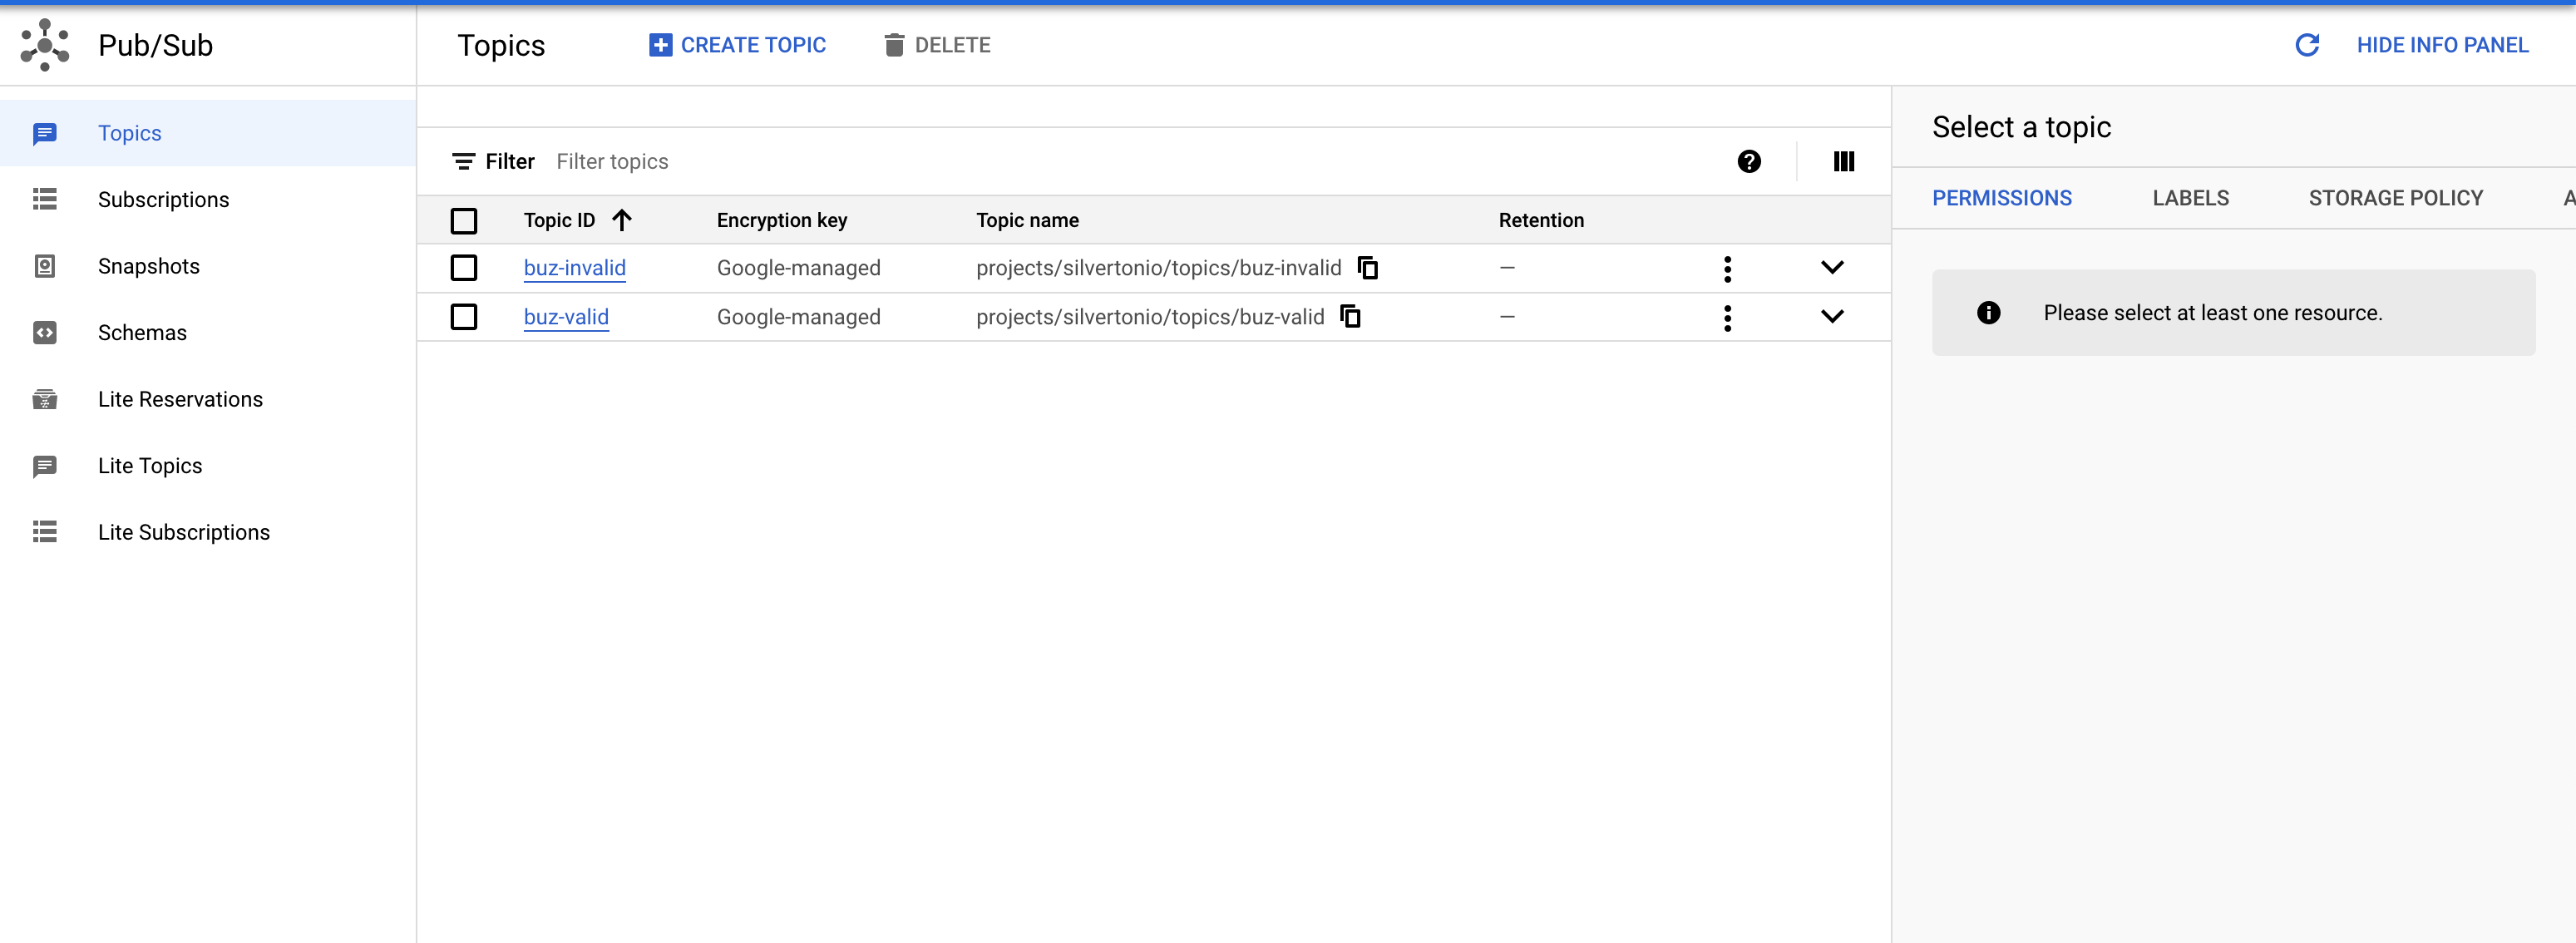 Pub/Sub
Topics
CREATE TOPIC
DELETE
HIDE INFO PANEL
Topics
Subscriptions
Snapshots
Schemas
Lite Reservations
Lite Topics
Lite Subscriptions
Filter Filter topics
Topic ID Encryption key Topic name Retention
buz-invalid Google-managed projects/silvertonio/topics/buz-invalid —
buz-valid Google-managed projects/silvertonio/topics/buz-valid —
Select a topic
PERMISSIONS LABELS STORAGE POLICY
Please select at least one resource.